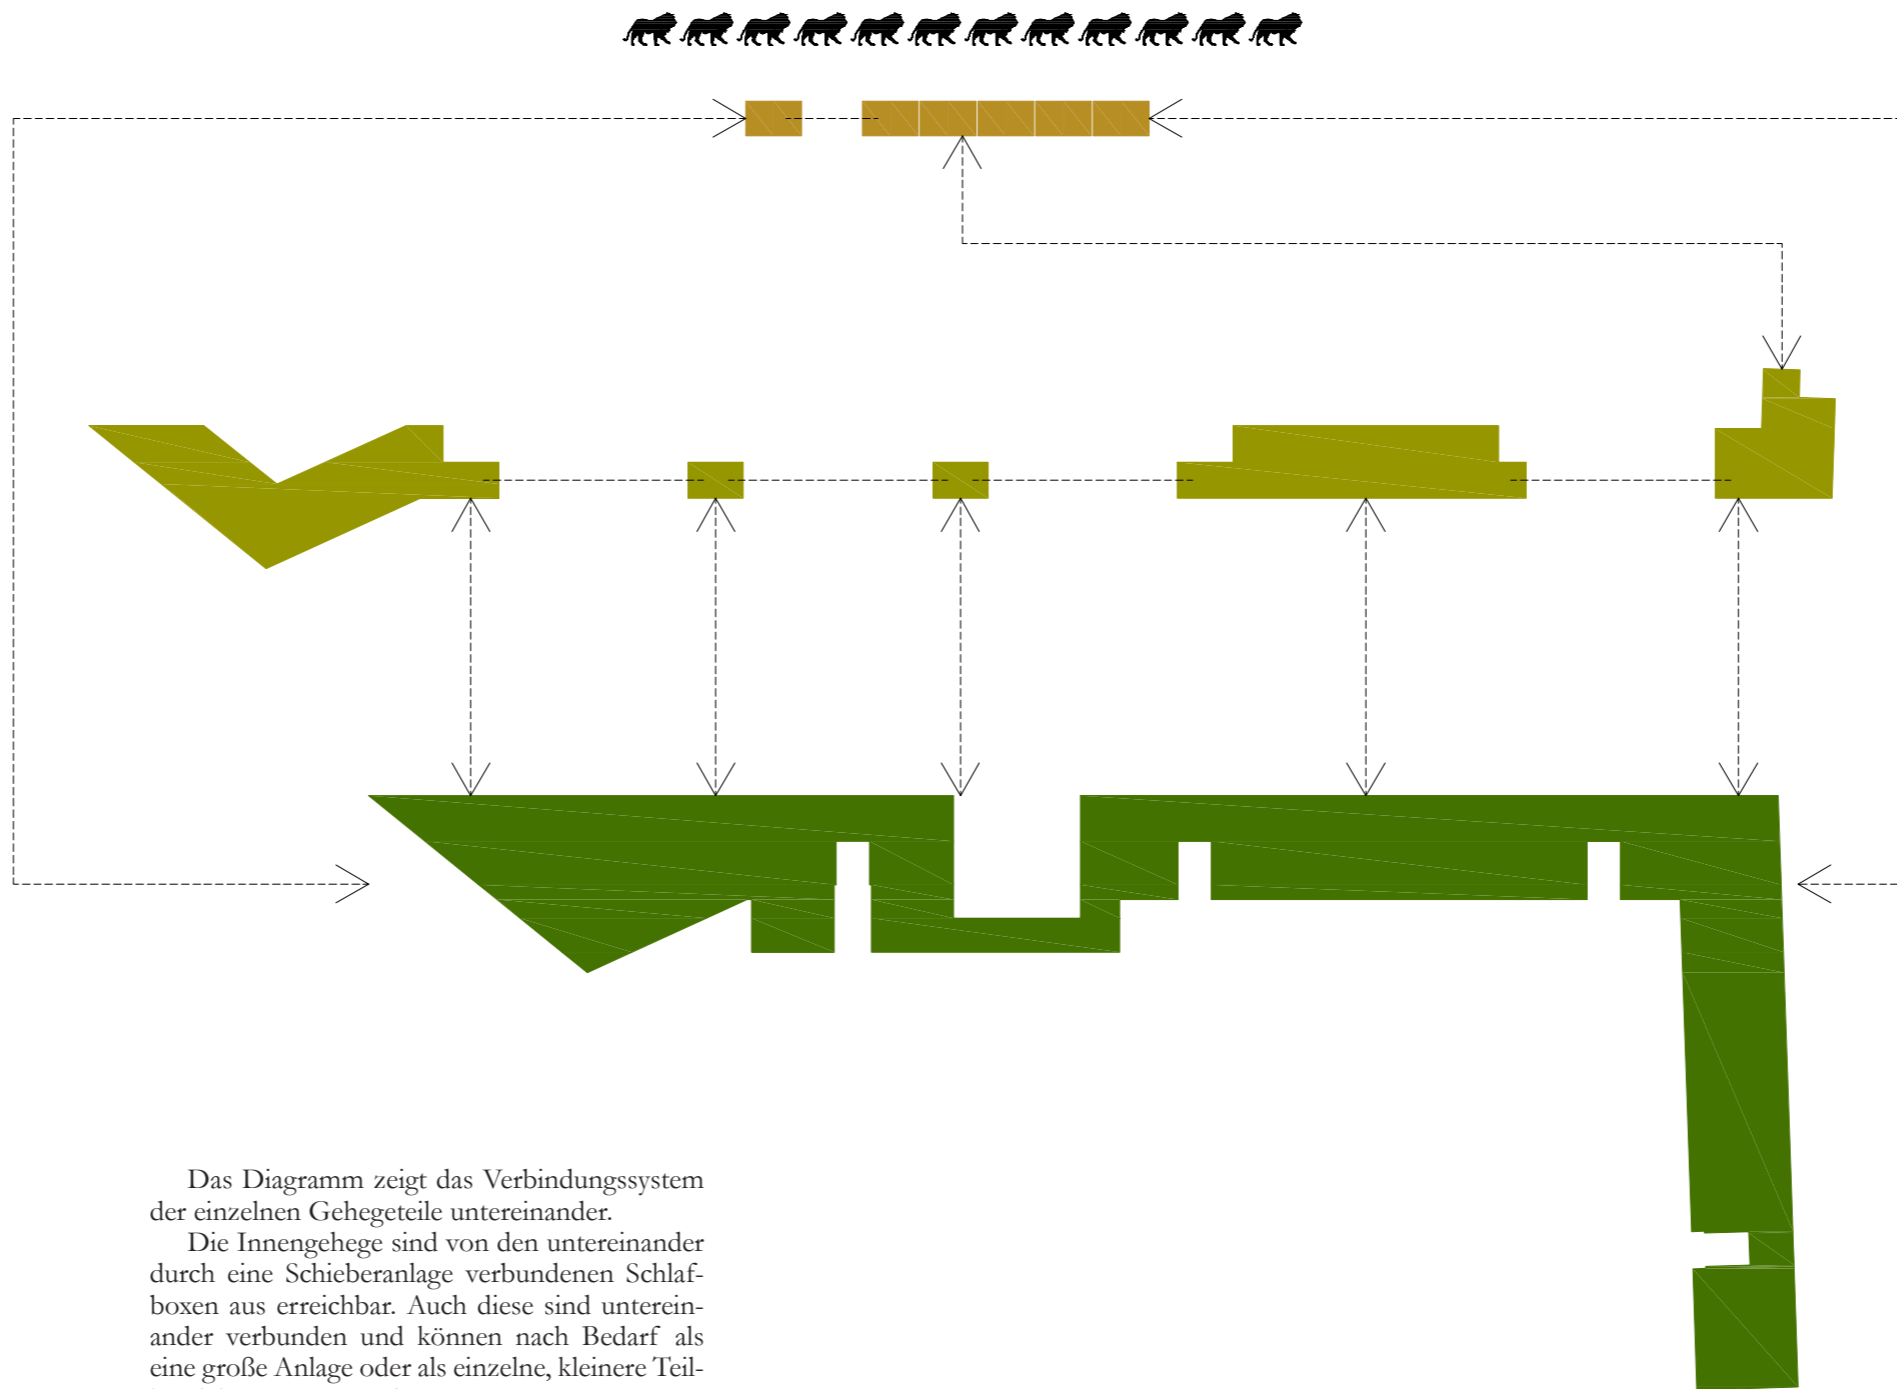 Das Diagramm zeigt das Verbindungssystem
der einzelnen Gehegeteile untereinander.
Die Innengehege sind von den untereinander
durch eine Schieberanlage verbundenen Schlaf-
boxen aus erreichbar. Auch diese sind unterein-
ander verbunden und können nach Bedarf als
eine große Anlage oder als einzelne, kleinere Teil-